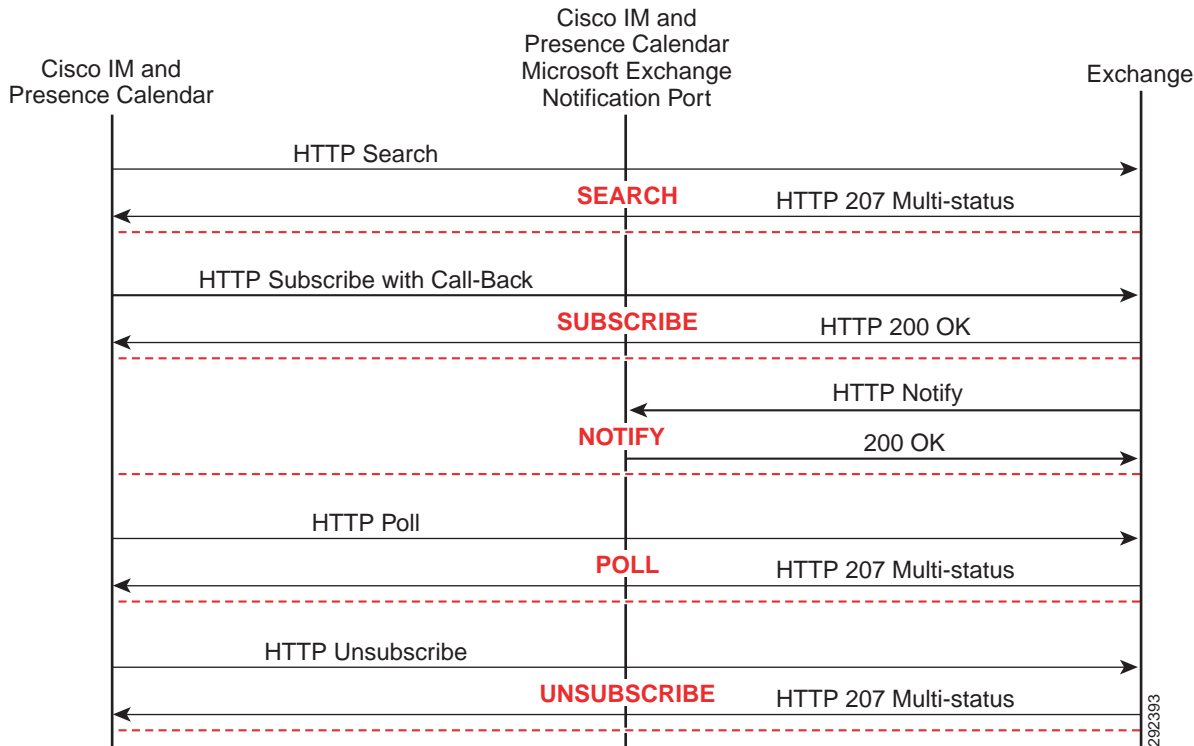 Cisco IM and
Presence Calendar
Cisco IM and
Presence Calendar
Microsoft Exchange
Notification Port
Exchange
HTTP Search
SEARCH
HTTP 207 Multi-status
HTTP Subscribe with Call-Back
SUBSCRIBE
HTTP 200 OK
HTTP Notify
NOTIFY
200 OK
HTTP Poll
POLL
HTTP 207 Multi-status
HTTP Unsubscribe
UNSUBSCRIBE
HTTP 207 Multi-status
292393